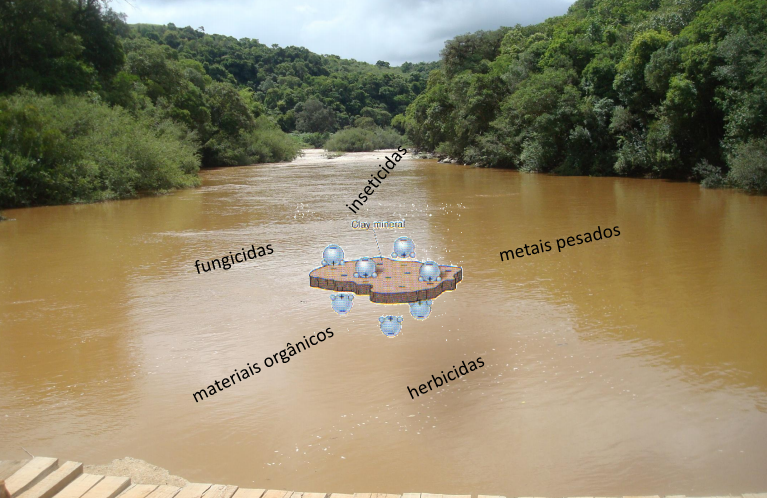 inseticidas
Clay mineral
metais pesados
fungicidas
materiais orgânicos
herbicidas